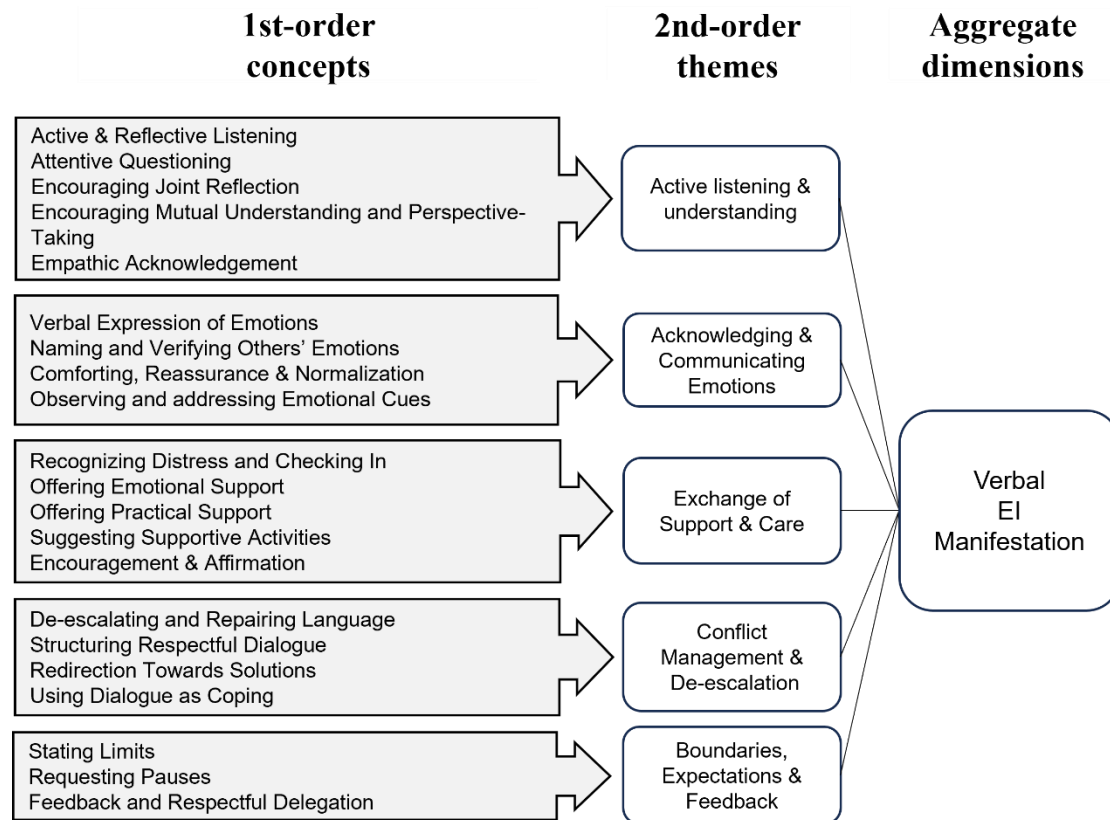 1st-order
concepts
2nd-order
themes
Aggregate
dimensions
Active & Reflective Listening
Attentive Questioning
Encouraging Joint Reflection
Encouraging Mutual Understanding and Perspective-
Taking
Empathic Acknowledgement
Active listening &
understanding
Verbal Expression of Emotions
Naming and Verifying Others’ Emotions
Comforting, Reassurance & Normalization
Observing and addressing Emotional Cues
Acknowledging &
Communicating
Emotions
Recognizing Distress and Checking In
Offering Emotional Support
Offering Practical Support
Suggesting Supportive Activities
Encouragement & Affirmation
Exchange of
Support & Care
De-escalating and Repairing Language
Structuring Respectful Dialogue
Redirection Towards Solutions
Using Dialogue as Coping
Conflict
Management &
De-escalation
Stating Limits
Requesting Pauses
Feedback and Respectful Delegation
Boundaries,
Expectations &
Feedback
Verbal
EI
Manifestation